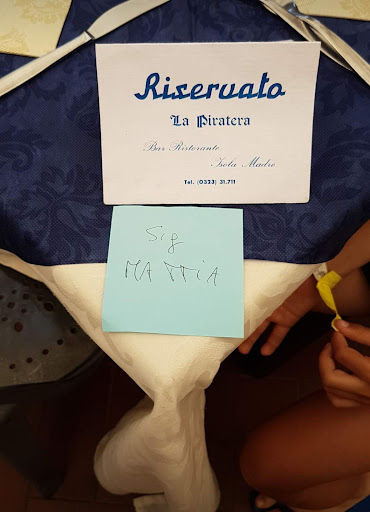 Riservato
La Piratera
Bar Ristorante
Isola Madre
Tel. (0323) 31.711
Sig
MATTIA